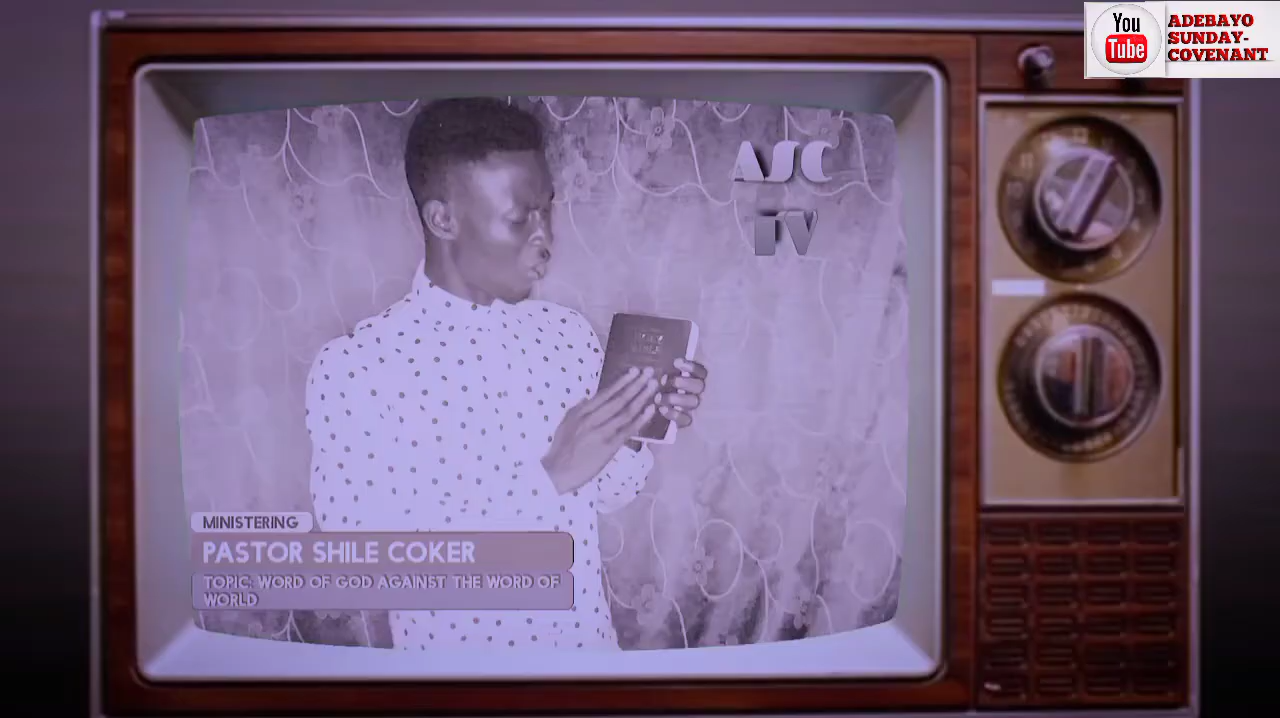 You
Tube
ADEBAYO
SUNDAY-
COVENANT
ASC
TV
MINISTERING
PASTOR SHILE COKER
TOPIC: WORD OF GOD AGAINST THE WORD OF
WORLD